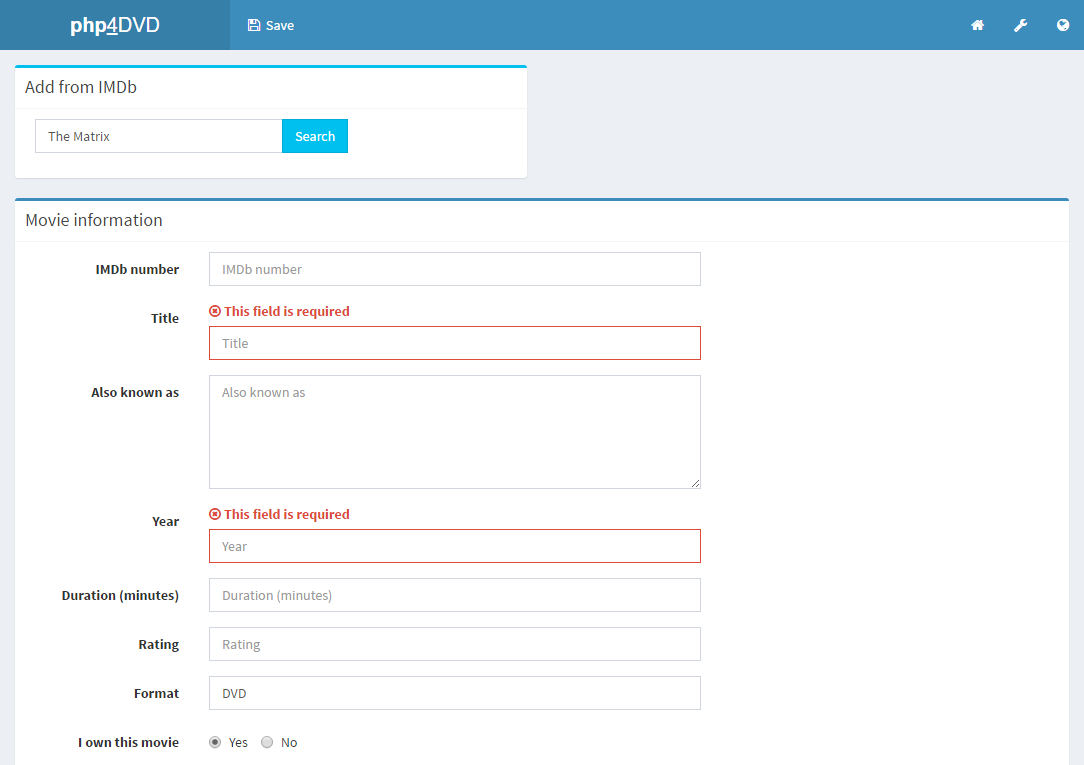 php4DVD
Save
Add from IMDb
The Matrix
Search
Movie information
IMDb number
IMDb number
Title
This field is required
Title
Also known as
Also known as
Year
This field is required
Year
Duration (minutes)
Duration (minutes)
Rating
Rating
Format
DVD
I own this movie
Yes
No